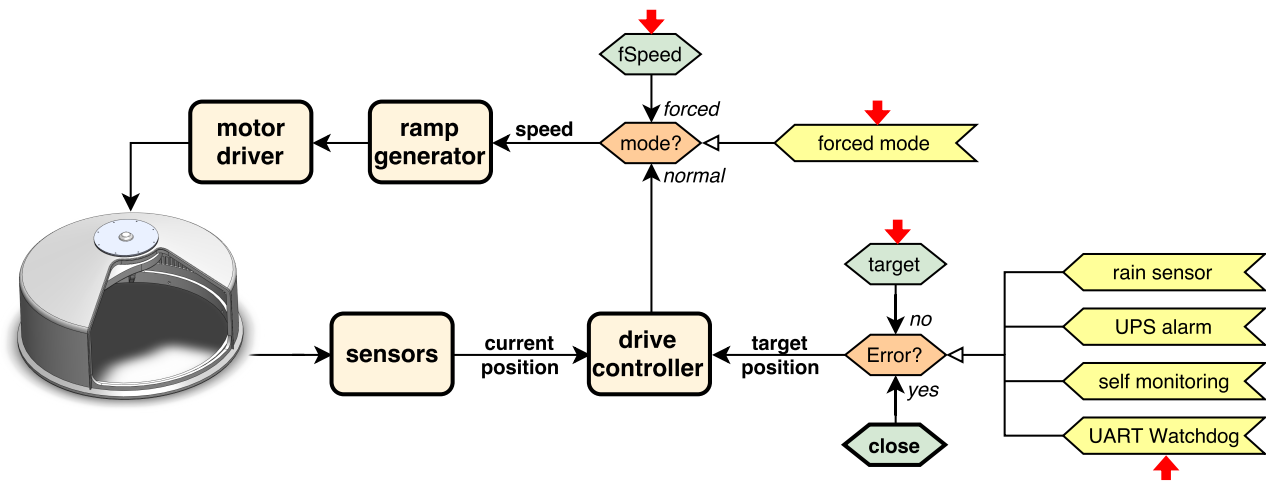 fSpeed
forced
motor
driver
ramp
generator
speed
mode?
forced mode
normal
target
rain sensor
no
UPS alarm
sensors
current
position
drive
controller
target
position
Error?
self monitoring
yes
close
UART Watchdog